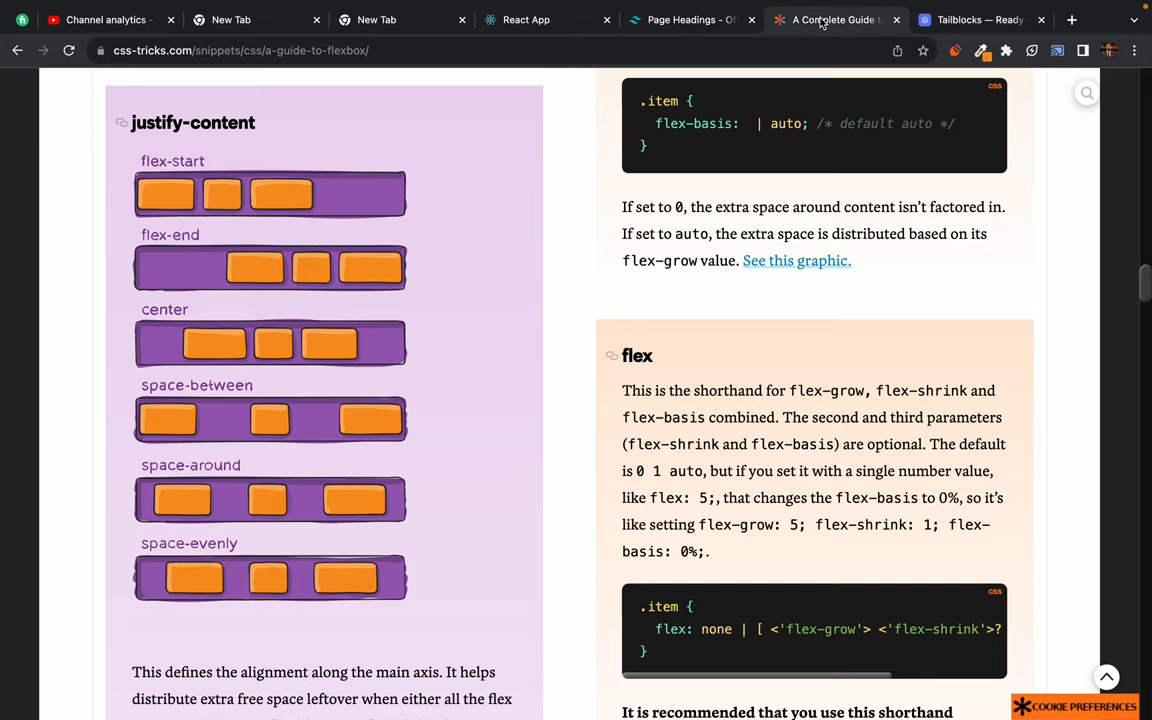 Channel analytics -
New Tab
New Tab
React App
Page Headings - Of
A Complete Guide to
Tailblocks — Ready-
css-tricks.com/snippets/css/a-guide-to-flexbox/
justify-content
flex-start
flex-end
center
space-between
space-around
space-evenly
This defines the alignment along the main axis. It helps
distribute extra free space leftover when either all the flex
CSS
.item {
flex-basis:  | auto; /* default auto */
}
If set to 0, the extra space around content isn't factored in.
If set to auto, the extra space is distributed based on its
flex-grow value. See this graphic.
flex
This is the shorthand for flex-grow, flex-shrink and
flex-basis combined. The second and third parameters
(flex-shrink and flex-basis) are optional. The default
is 0 1 auto, but if you set it with a single number value,
like flex: 5;, that changes the flex-basis to 0%, so it's
like setting flex-grow: 5; flex-shrink: 1; flex-
basis: 0%;.
CSS
.item {
flex: none | [ <'flex-grow'> <'flex-shrink'>?
}
It is recommended that you use this shorthand
COOKIE PREFERENCES